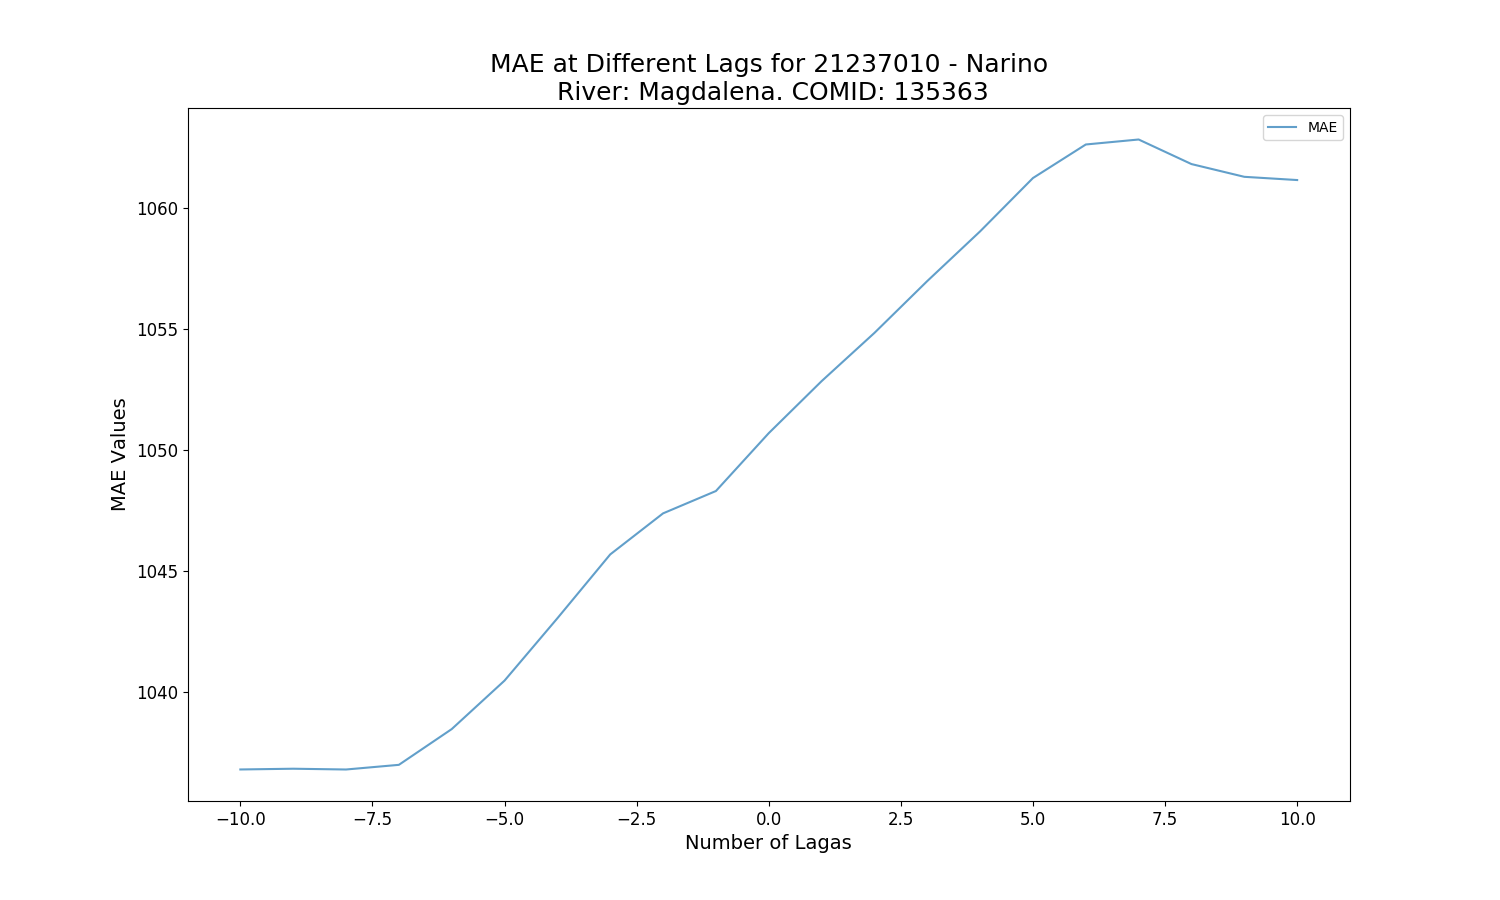 MAE at Different Lags for 21237010 - Narino
River: Magdalena. COMID: 135363
MAE
1060
1055
1050
1045
1040
MAE Values
−10.0 −7.5 −5.0 −2.5 0.0 2.5 5.0 7.5 10.0
Number of Lagas